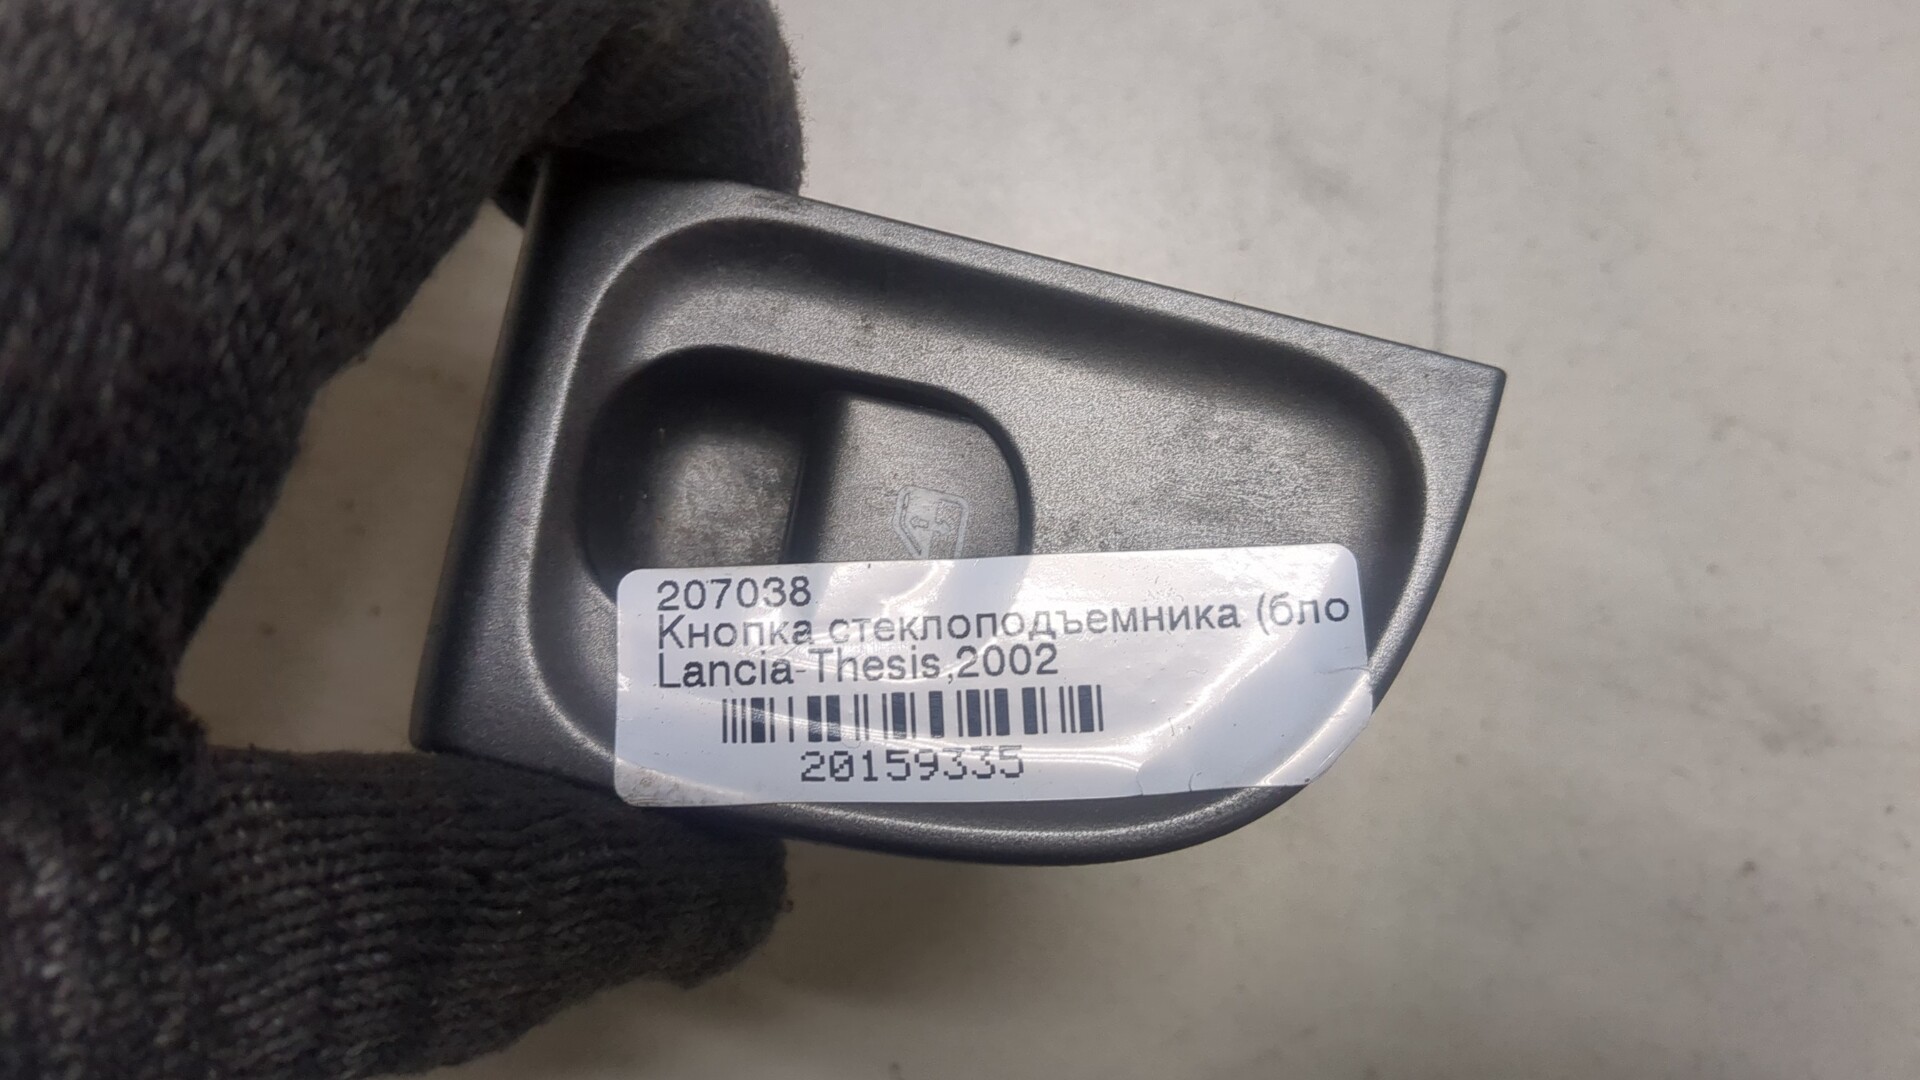 207038
Кнопка стеклоподъемника (бло
Lancia Thesis,2002
20159335